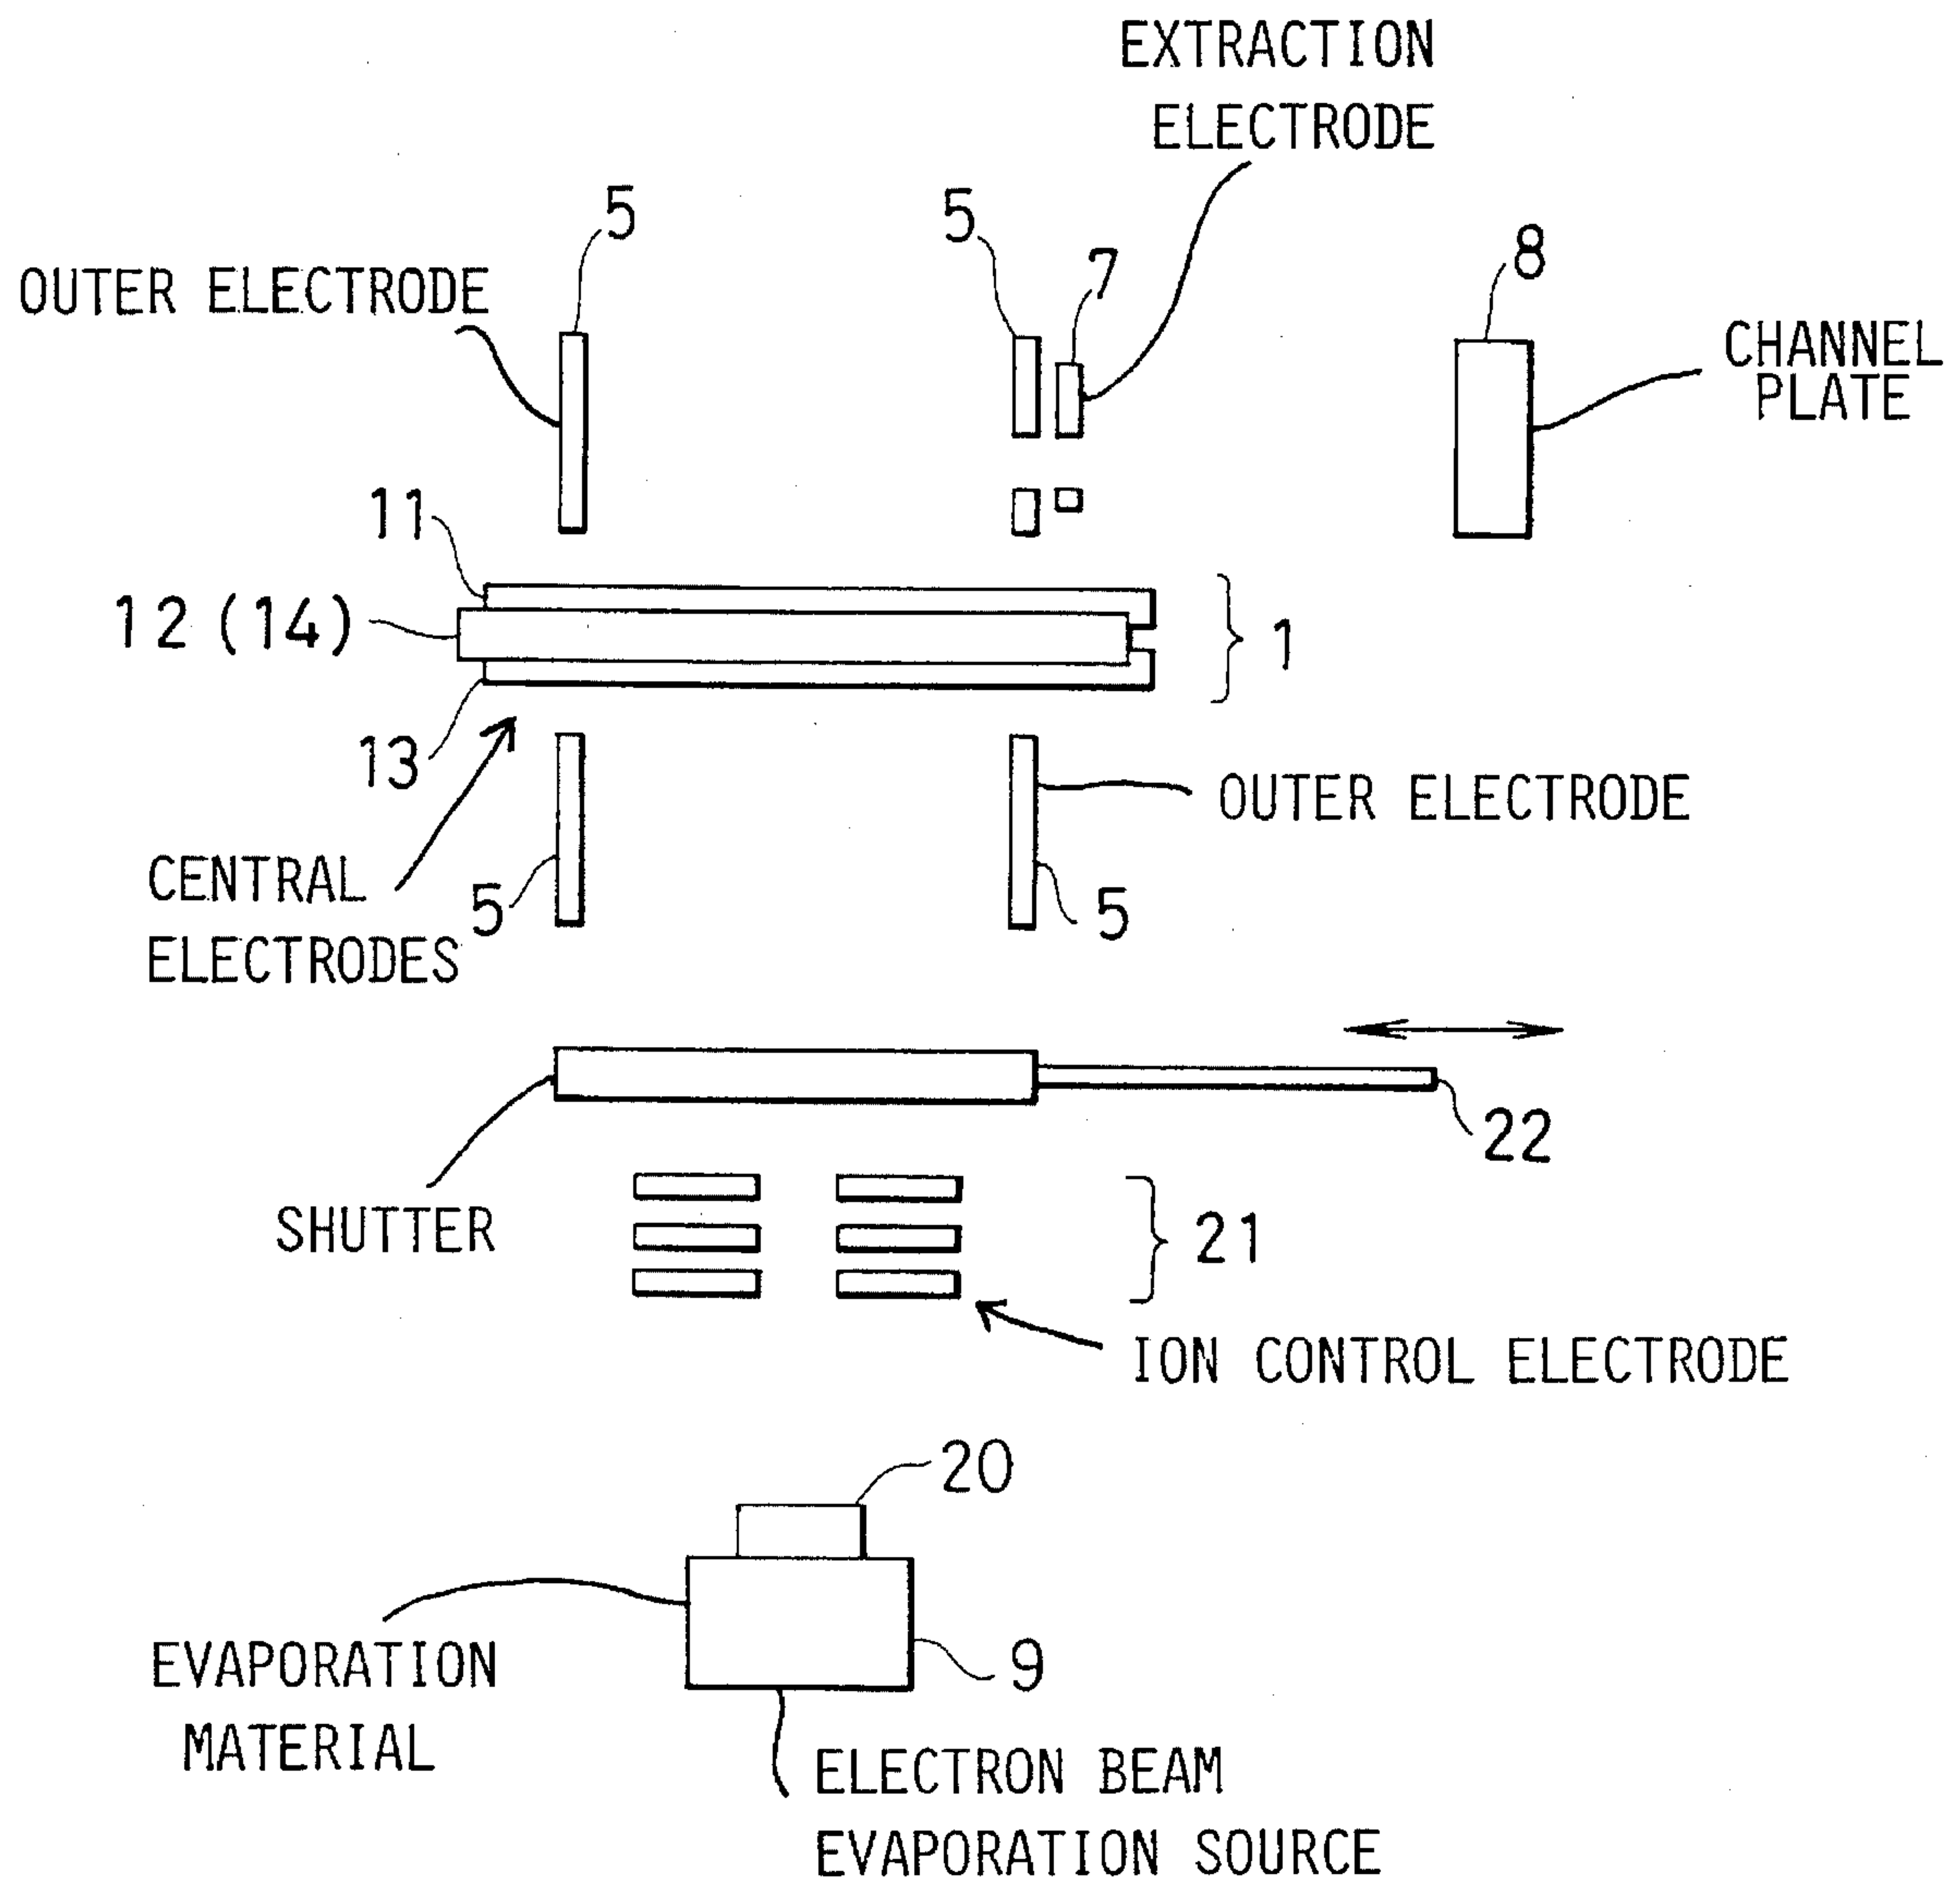 EXTRACTION
ELECTRODE
5
5
7
8
OUTER ELECTRODE
CHANNEL
PLATE
11
12 (14)
1
13
OUTER ELECTRODE
CENTRAL
ELECTRODES
5
5
22
SHUTTER
21
ION CONTROL ELECTRODE
20
EVAPORATION
MATERIAL
9
ELECTRON BEAM
EVAPORATION SOURCE